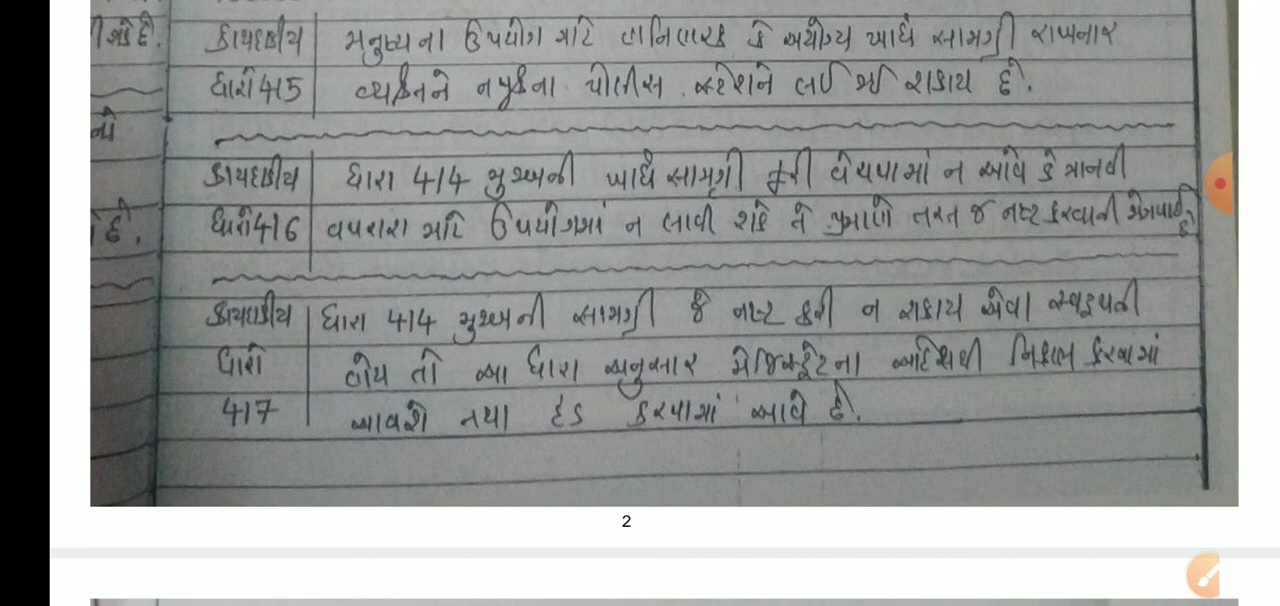 ી શકે છે.
કાયદાકીય મનુષ્યના ઉપયોગ માટે હાનિકારક કે અયોગ્ય ખાદ્ય સામગ્રી રાખનાર
ધારો 415 વ્યક્તિને નજીકના પોલીસ સ્ટેશને લઈ જઈ શકાય છે.
નો
કાયદાકીય ધારા 414 મુજબની ખાદ્ય સામગ્રી ફરી વેચવામાં ન આવે કે માનવી
છે. ધારો 416 વપરાશ માટે ઉપયોગમાં ન લાવી શકે તે પ્રમાણે તરત જ નષ્ટ કરવાની જોગવાઈ છે
કાયદાકીય ધારા 414 મુજબની સામગ્રી જે નષ્ટ કરી ન શકાય એવા સ્વરૂપની
ધારો હોય તો આ ધારા અનુસાર મેજિસ્ટ્રેટના આદેશથી નિકાલ કરવામાં
417 આવશે તથા દંડ કરવામાં આવે છે.
2